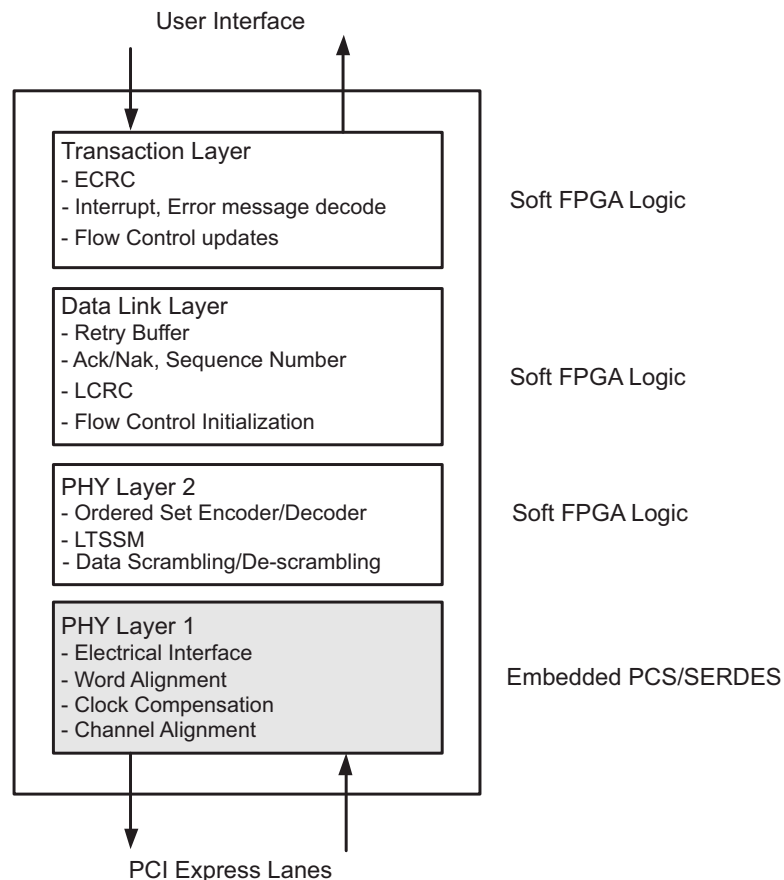 User Interface
Transaction Layer
- ECRC
- Interrupt, Error message decode
- Flow Control updates
Soft FPGA Logic
Data Link Layer
- Retry Buffer
- Ack/Nak, Sequence Number
- LCRC
- Flow Control Initialization
Soft FPGA Logic
PHY Layer 2
- Ordered Set Encoder/Decoder
- LTSSM
- Data Scrambling/De-scrambling
Soft FPGA Logic
PHY Layer 1
- Electrical Interface
- Word Alignment
- Clock Compensation
- Channel Alignment
Embedded PCS/SERDES
PCI Express Lanes